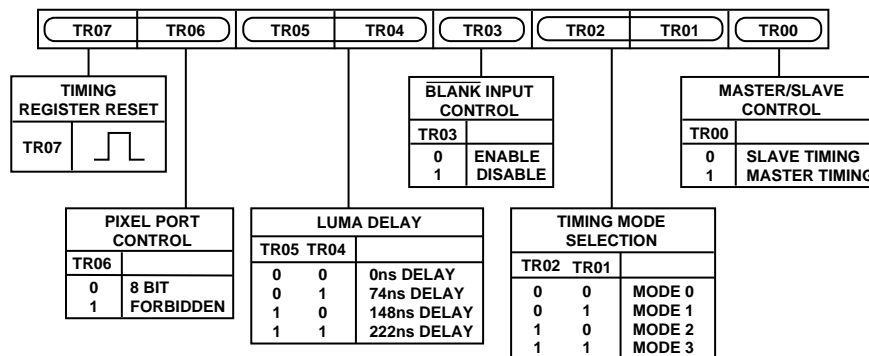 TR07 TR06 TR05 TR04 TR03 TR02 TR01 TR00
TIMING
REGISTER RESET
TR07
BLANK INPUT
CONTROL
TR03
0 ENABLE
1 DISABLE
MASTER/SLAVE
CONTROL
TR00
0 SLAVE TIMING
1 MASTER TIMING
PIXEL PORT
CONTROL
TR06
0 8 BIT
1 FORBIDDEN
LUMA DELAY
TR05 TR04
0 0 0ns DELAY
0 1 74ns DELAY
1 0 148ns DELAY
1 1 222ns DELAY
TIMING MODE
SELECTION
TR02 TR01
0 0 MODE 0
0 1 MODE 1
1 0 MODE 2
1 1 MODE 3